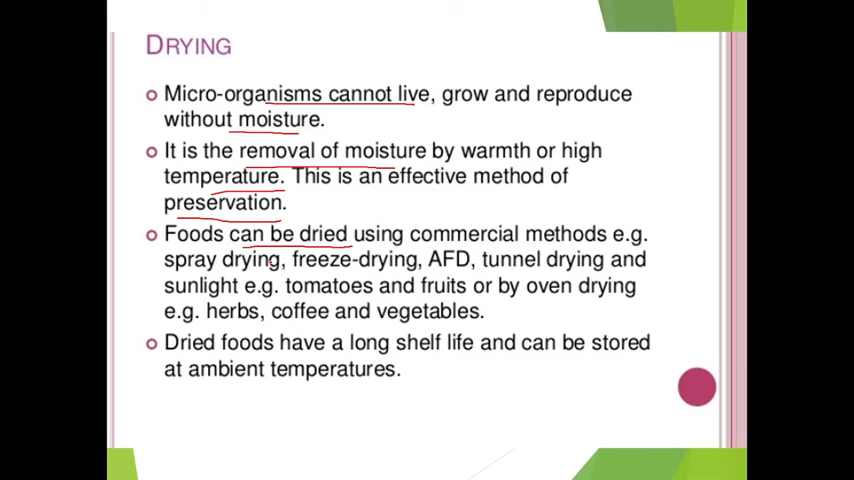 DRYING
Micro-organisms cannot live, grow and reproduce
without moisture.
It is the removal of moisture by warmth or high
temperature. This is an effective method of
preservation.
Foods can be dried using commercial methods e.g.
spray drying, freeze-drying, AFD, tunnel drying and
sunlight e.g. tomatoes and fruits or by oven drying
e.g. herbs, coffee and vegetables.
Dried foods have a long shelf life and can be stored
at ambient temperatures.